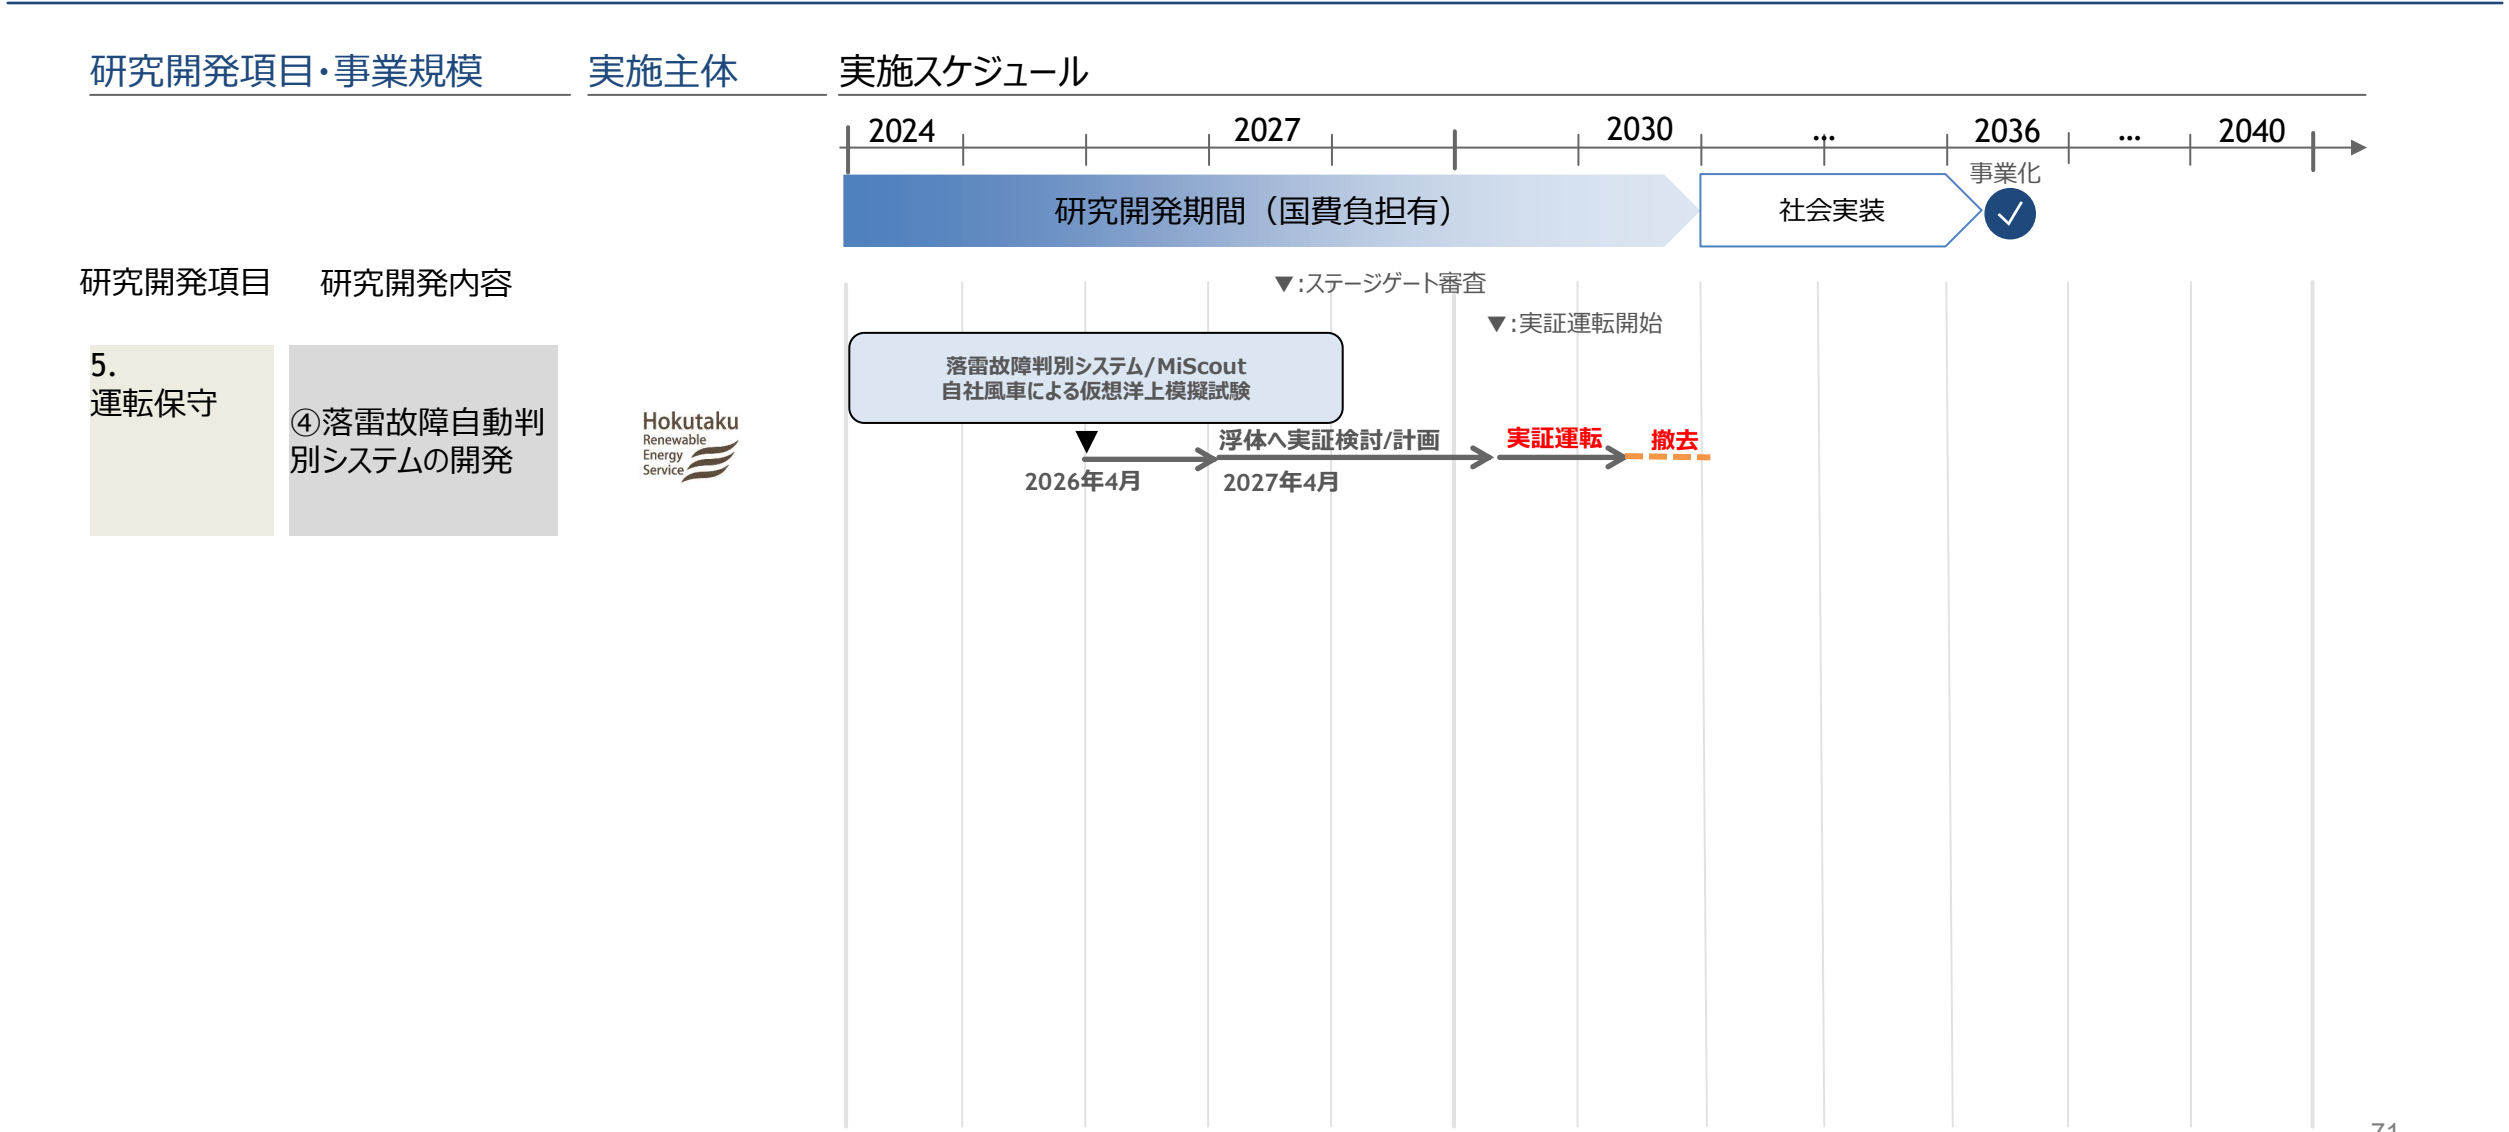 研究開発項目・事業規模
実施主体
実施スケジュール
2024
2027
2030
…
2036
…
2040
事業化
研究開発期間（国費負担有）
社会実装
研究開発項目
研究開発内容
▼:ステージゲート審査
▼:実証運転開始
5.
運転保守
④落雷故障自動判
別システムの開発
Hokutaku
Renewable
Energy
Service
落雷故障判別システム/MiScout
自社風車による仮想洋上模擬試験
浮体へ実証検討/計画
実証運転
撤去
2026年4月
2027年4月
71